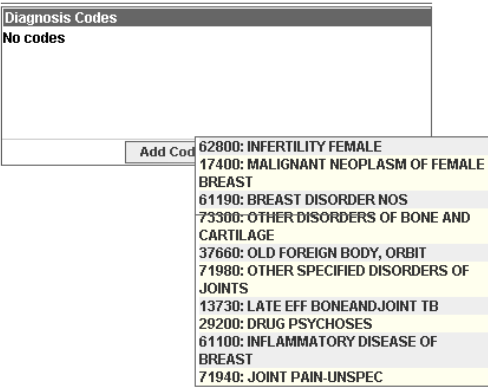 Diagnosis Codes
No codes
Add Cod
62800: INFERTILITY FEMALE
17400: MALIGNANT NEOPLASM OF FEMALE
BREAST
61190: BREAST DISORDER NOS
73300: OTHER DISORDERS OF BONE AND
CARTILAGE
37660: OLD FOREIGN BODY, ORBIT
71980: OTHER SPECIFIED DISORDERS OF
JOINTS
13730: LATE EFF BONEANDJOINT TB
29200: DRUG PSYCHOSES
61100: INFLAMMATORY DISEASE OF
BREAST
71940: JOINT PAIN-UNSPEC